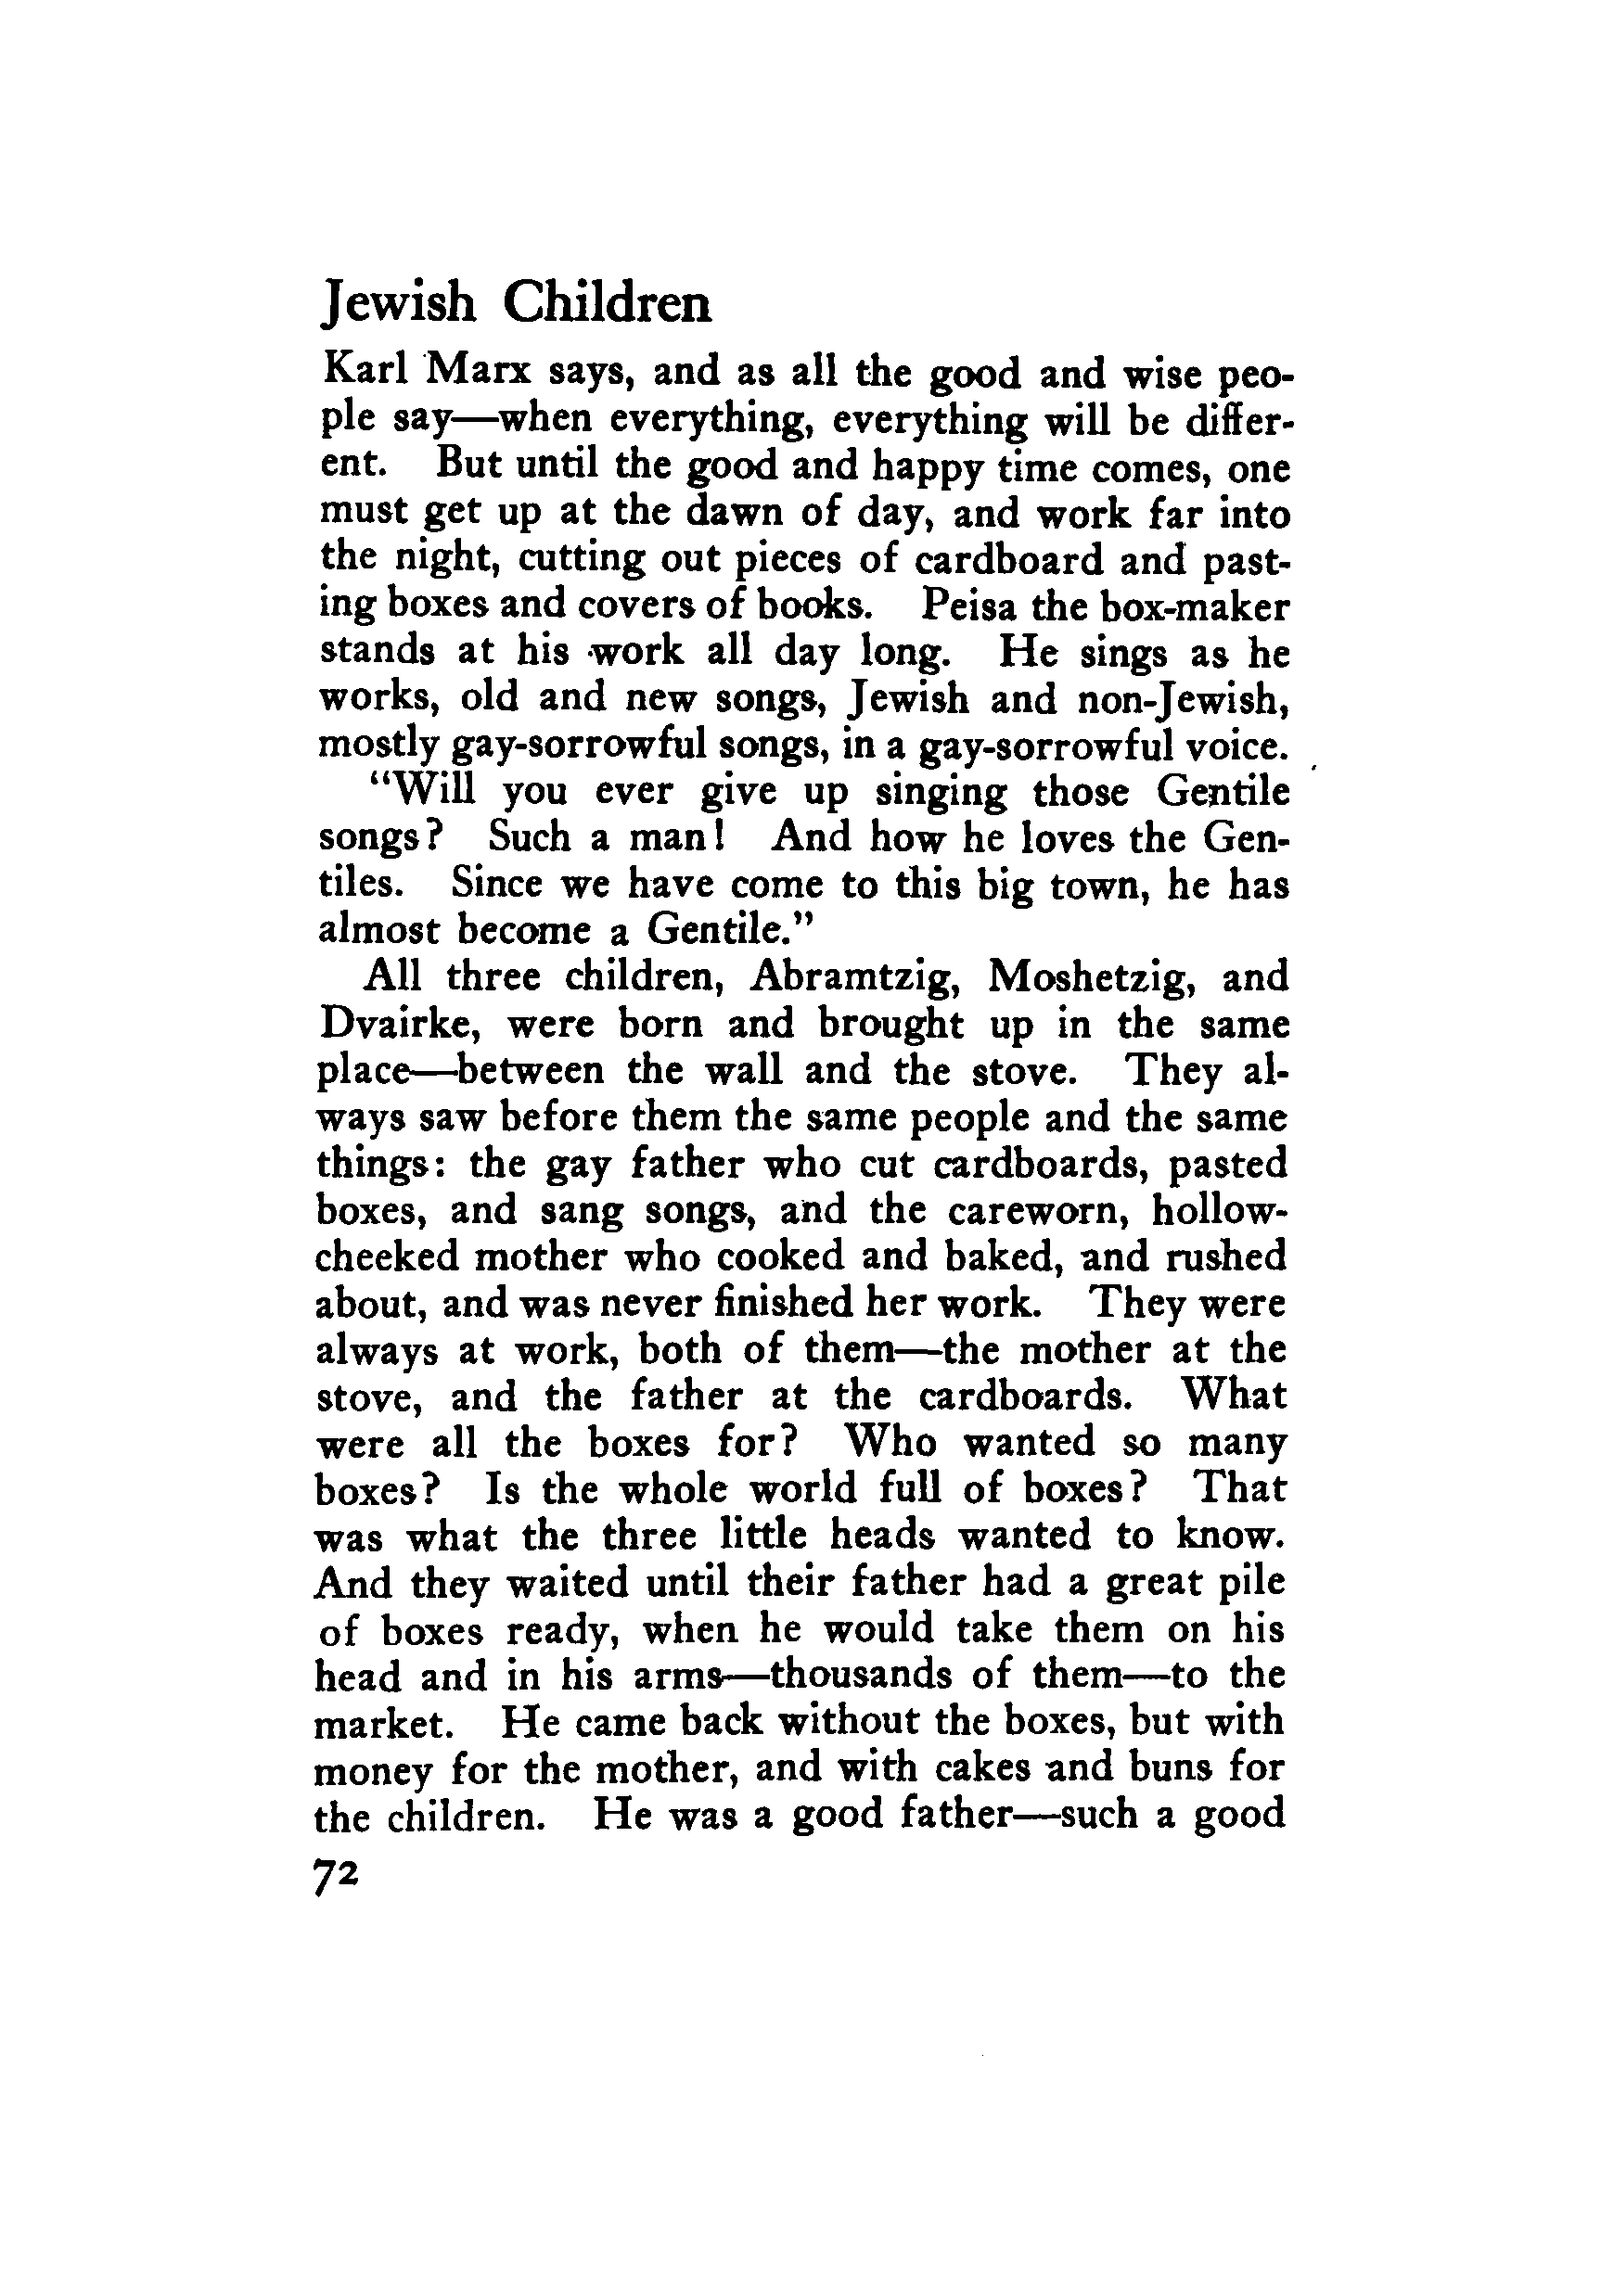 Jewish Children
Karl Marx says, and as all the good and wise peo-
ple say—when everything, everything will be differ-
ent. But until the good and happy time comes, one
must get up at the dawn of day, and work far into
the night, cutting out pieces of cardboard and past-
ing boxes and covers of books. Peisa the box-maker
stands at his work all day long. He sings as he
works, old and new songs, Jewish and non-Jewish,
mostly gay-sorrowful songs, in a gay-sorrowful voice.
“Will you ever give up singing those Gentile
songs? Such a man! And how he loves the Gen-
tiles. Since we have come to this big town, he has
almost become a Gentile.”
All three children, Abramtzig, Moshetzig, and
Dvairke, were born and brought up in the same
place—between the wall and the stove. They al-
ways saw before them the same people and the same
things: the gay father who cut cardboards, pasted
boxes, and sang songs, and the careworn, hollow-
cheeked mother who cooked and baked, and rushed
about, and was never finished her work. They were
always at work, both of them—the mother at the
stove, and the father at the cardboards. What
were all the boxes for? Who wanted so many
boxes? Is the whole world full of boxes? That
was what the three little heads wanted to know.
And they waited until their father had a great pile
of boxes ready, when he would take them on his
head and in his arms—thousands of them—to the
market. He came back without the boxes, but with
money for the mother, and with cakes and buns for
the children. He was a good father—such a good
72